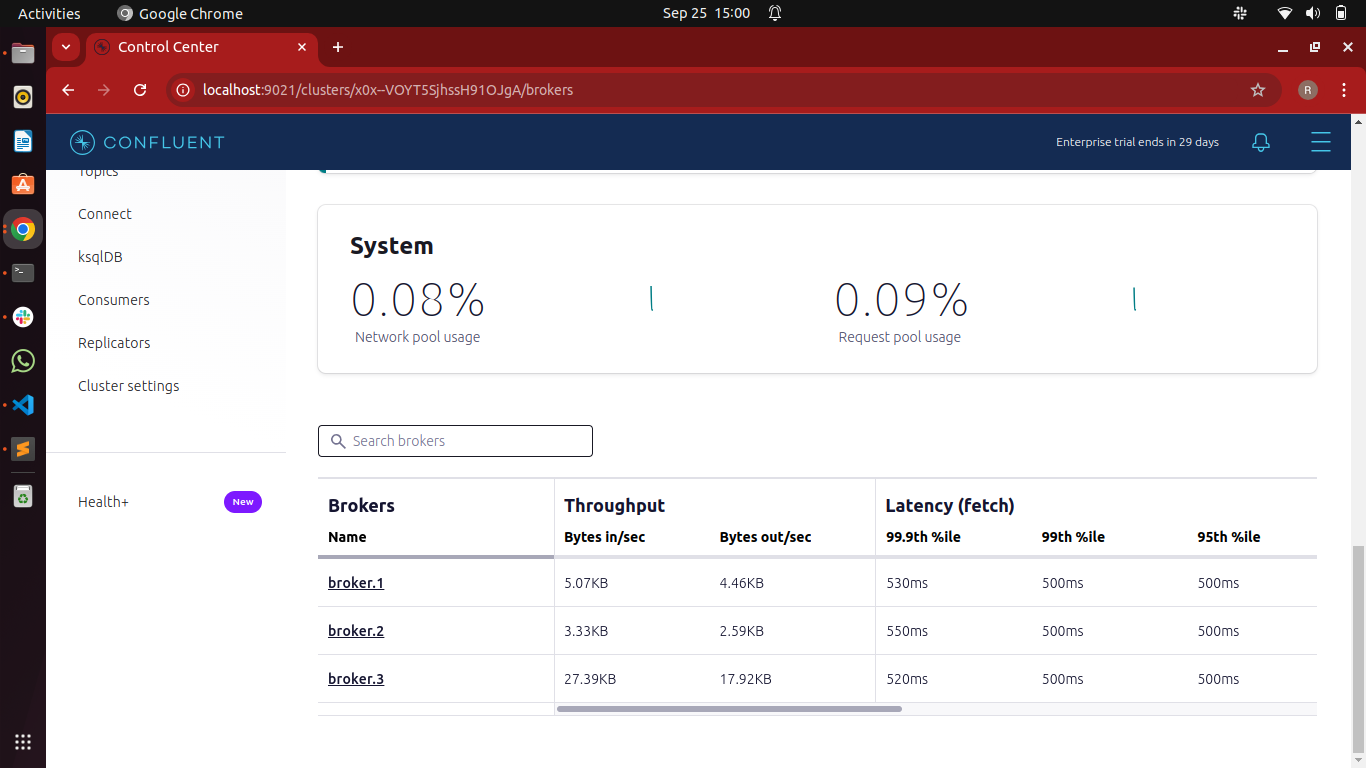 Activities Google Chrome Sep 25 15:00
Control Center
localhost:9021/clusters/x0x--VOYT5SjhssH91OJgA/brokers R
CONFLUENT Enterprise trial ends in 29 days
Topics
Connect
ksqlDB
Consumers
Replicators
Cluster settings
Health+ New
System
0.08% 0.09%
Network pool usage Request pool usage
Search brokers
Brokers Throughput Latency (fetch)
Name Bytes in/sec Bytes out/sec 99.9th %ile 99th %ile 95th %ile
broker.1 5.07KB 4.46KB 530ms 500ms 500ms
broker.2 3.33KB 2.59KB 550ms 500ms 500ms
broker.3 27.39KB 17.92KB 520ms 500ms 500ms